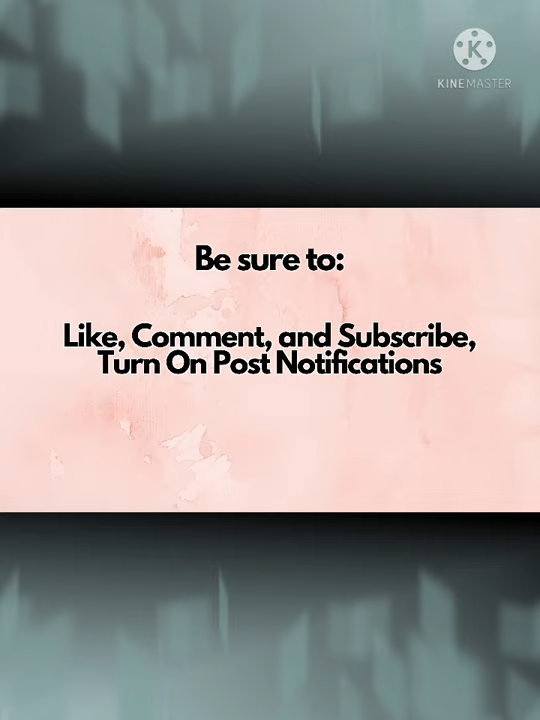 K
KINEMASTER
Be sure to:
Like, Comment, and Subscribe,
Turn On Post Notifications